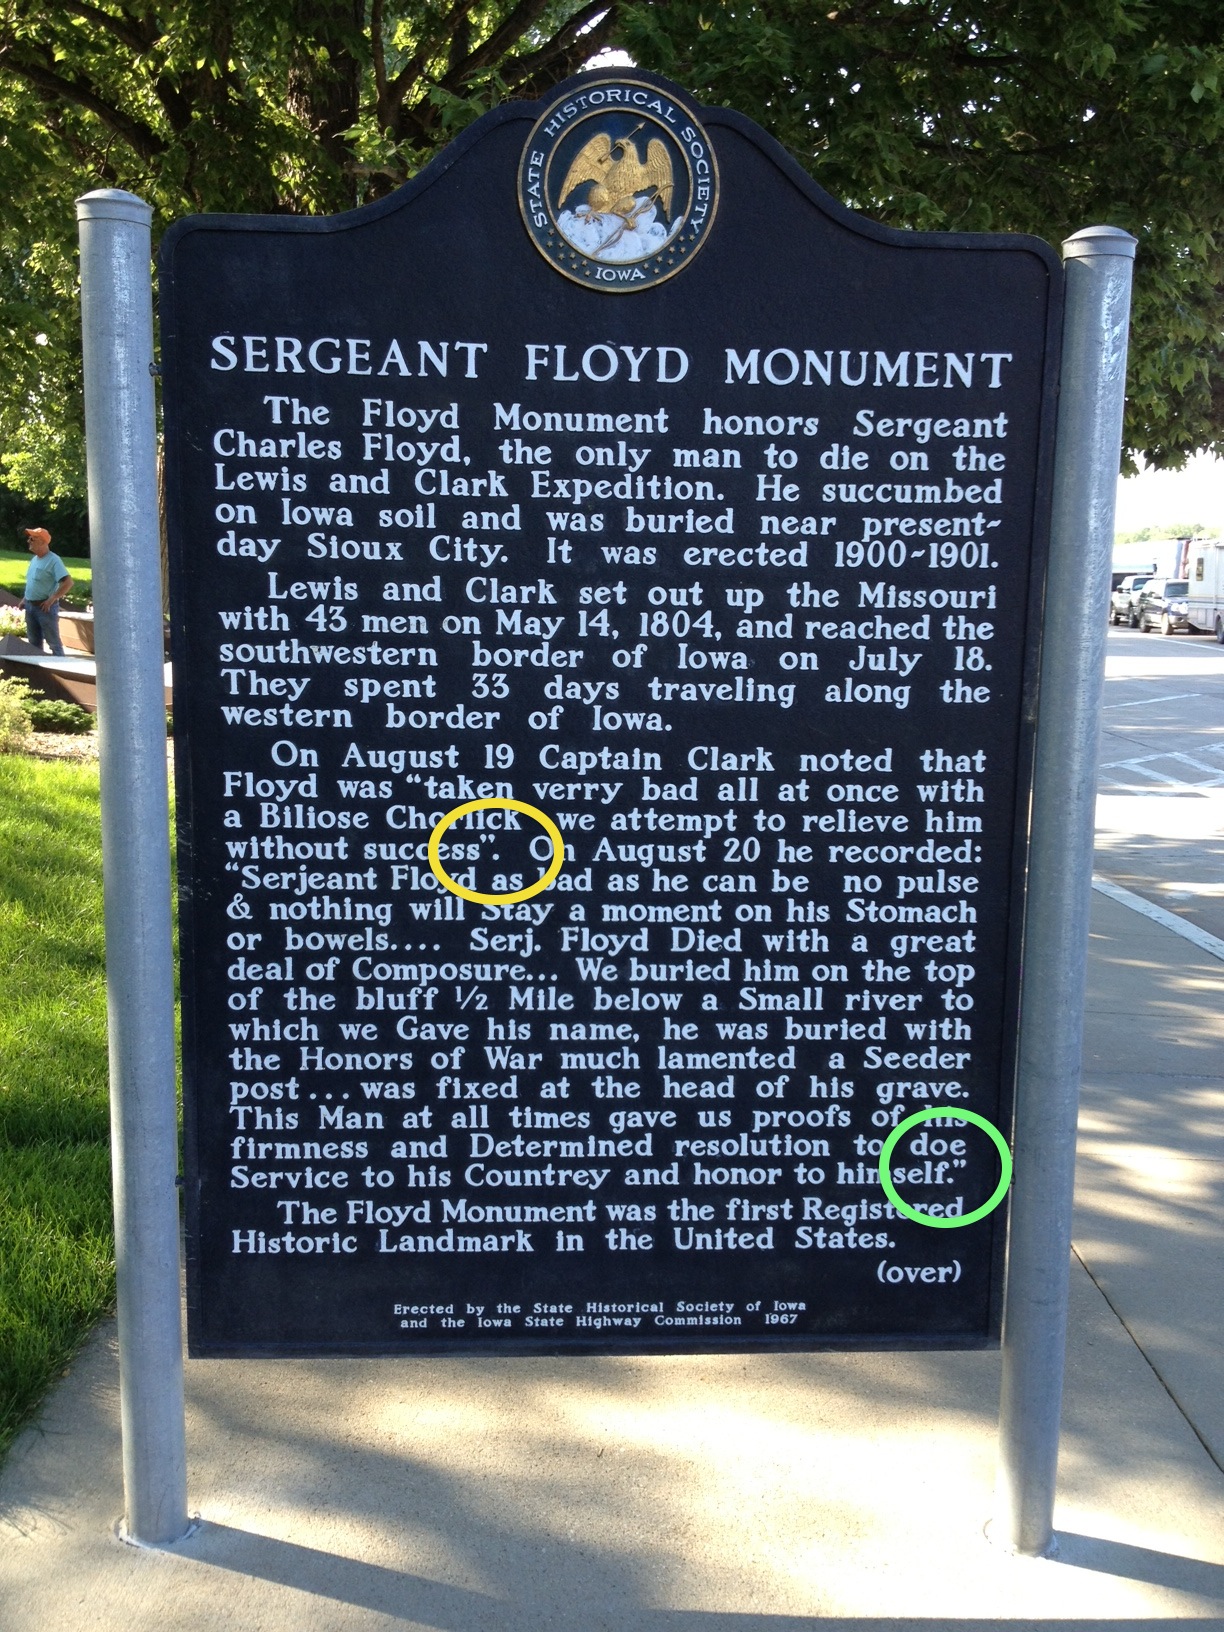 STATE HISTORICAL SOCIETY
IOWA
SERGEANT FLOYD MONUMENT
The Floyd Monument honors Sergeant
Charles Floyd, the only man to die on the
Lewis and Clark Expedition. He succumbed
on Iowa soil and was buried near present-
day Sioux City. It was erected 1900-1901.
Lewis and Clark set out up the Missouri
with 43 men on May 14, 1804, and reached the
southwestern border of Iowa on July 18.
They spent 33 days traveling along the
western border of Iowa.
On August 19 Captain Clark noted that
Floyd was “taken verry bad all at once with
a Biliose Chorlick we attempt to relieve him
without success”. On August 20 he recorded:
“Serjeant Floyd as bad as he can be no pulse
& nothing will Stay a moment on his Stomach
or bowels.... Serj. Floyd Died with a great
deal of Composure... We buried him on the top
of the bluff ½ Mile below a Small river to
which we Gave his name, he was buried with
the Honors of War much lamented a Seeder
post... was fixed at the head of his grave.
This Man at all times gave us proofs of his
firmness and Determined resolution to doe
Service to his Countrey and honor to himself.”
The Floyd Monument was the first Registered
Historic Landmark in the United States.
(over)
Erected by the State Historical Society of Iowa
and the Iowa State Highway Commission 1967